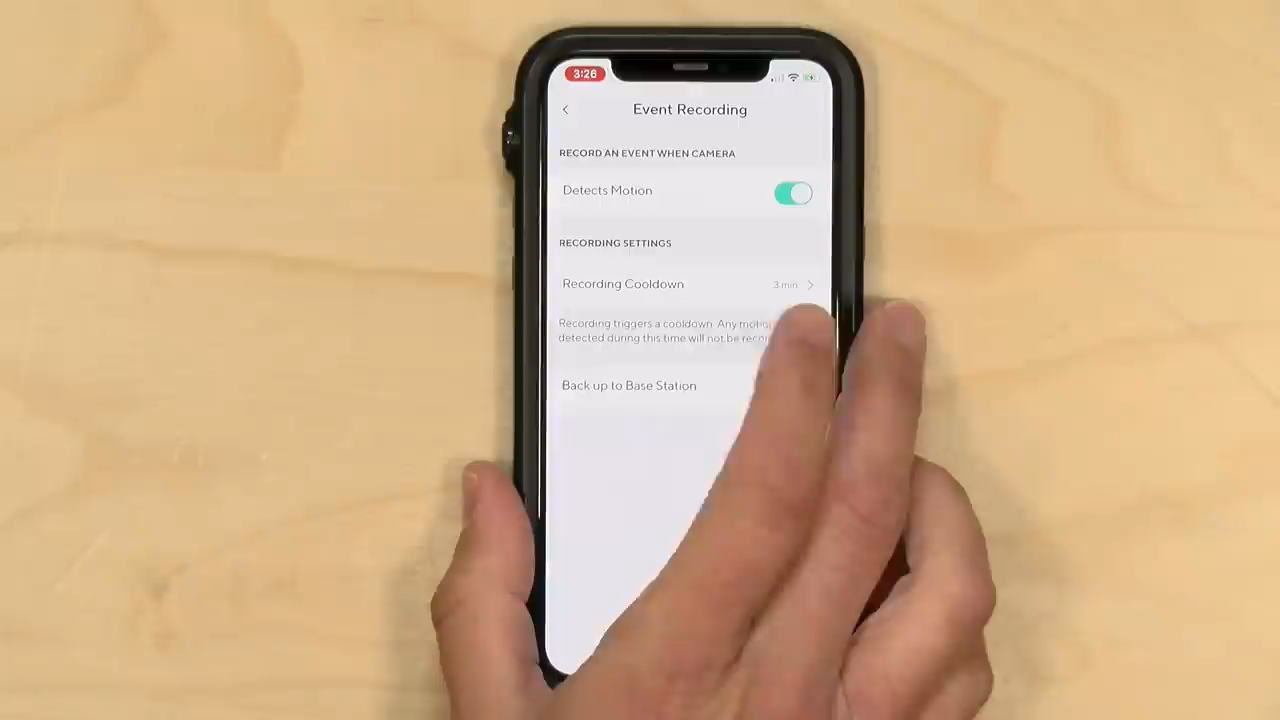 3:26
Event Recording
RECORD AN EVENT WHEN CAMERA
Detects Motion
RECORDING SETTINGS
Recording Cooldown 3 min
Recording triggers a cooldown. Any
detected during this time will not be
Back up to Base Station